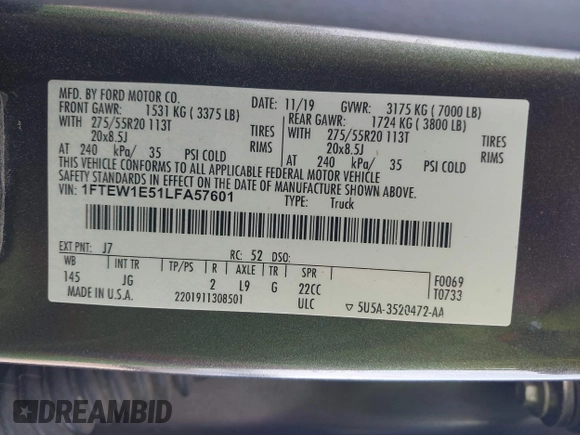 MFD. BY FORD MOTOR CO.
DATE: 11/19 GVWR: 3175 KG ( 7000 LB)
FRONT GAWR: 1531 KG ( 3375 LB) REAR GAWR: 1724 KG ( 3800 LB)
WITH 275/55R20 113T TIRES WITH 275/55R20 113T TIRES
20x8.5J RIMS 20x8.5J RIMS
AT 240 kPa/ 35 PSI COLD AT 240 kPa/ 35 PSI COLD
THIS VEHICLE CONFORMS TO ALL APPLICABLE FEDERAL MOTOR VEHICLE
SAFETY STANDARDS IN EFFECT ON THE DATE OF MANUFACTURE SHOWN ABOVE.
VIN: 1FTEW1E51LFA57601 TYPE: Truck
EXT PNT: J7 RC: 52 DSO:
WB INT TR TP/PS R AXLE TR SPR F0069
145 JG 2 L9 G 22CC T0733
MADE IN U.S.A. 2201911308501 ULC ▽ 5U5A-3520472-AA
DREAMBID